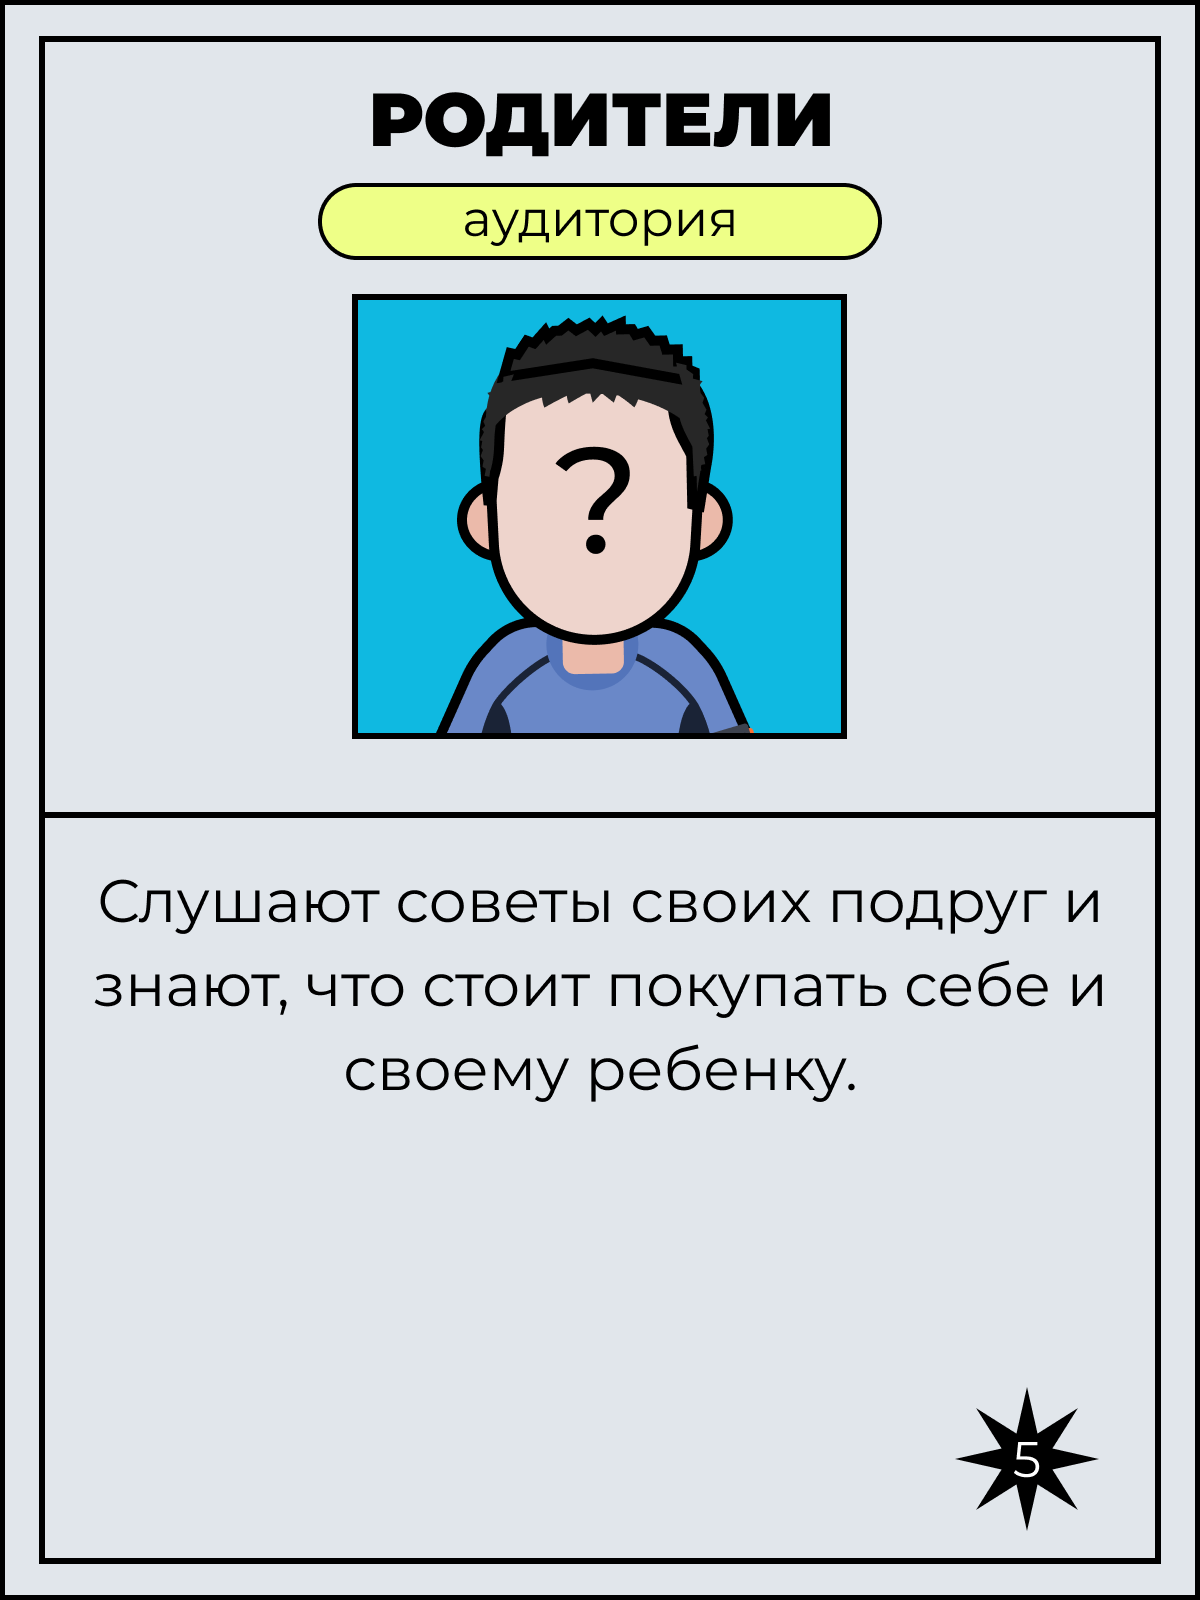 РОДИТЕЛИ
аудитория
?
Слушают советы своих подруг и
знают, что стоит покупать себе и
своему ребенку.
5